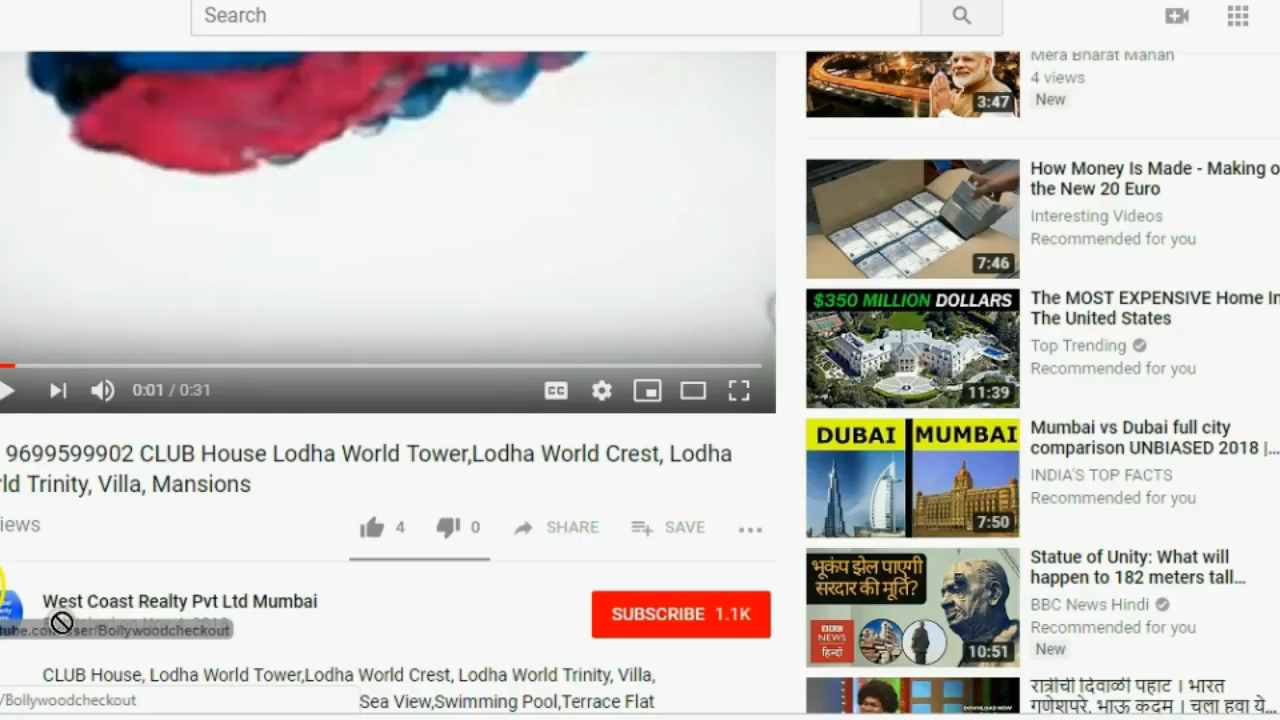 Search
Mera Bharat Mahan
4 views
New
3:47
How Money Is Made - Making o
the New 20 Euro
Interesting Videos
Recommended for you
7:46
$350 MILLION DOLLARS
11:39
The MOST EXPENSIVE Home In
The United States
Top Trending
Recommended for you
0:01 / 0:31
CC
DUBAI MUMBAI
7:50
Mumbai vs Dubai full city
comparison UNBIASED 2018 |...
INDIA'S TOP FACTS
Recommended for you
9699599902 CLUB House Lodha World Tower,Lodha World Crest, Lodha
rld Trinity, Villa, Mansions
iews
4
0
SHARE
SAVE
भूकंप झेल पाएगी
सरदार की मूर्ति?
BBC
NEWS
हिन्दी
10:51
Statue of Unity: What will
happen to 182 meters tall...
BBC News Hindi
Recommended for you
New
West Coast Realty Pvt Ltd Mumbai
SUBSCRIBE 1.1K
tube.com/user/Bollywoodcheckout
CLUB House, Lodha World Tower,Lodha World Crest, Lodha World Trinity, Villa,
Sea View,Swimming Pool,Terrace Flat
/Bollywoodcheckout
DOWNLOAD NOW
रात्रीची दिवाळी पहाट । भारत
गणेशपुरे, भाऊ कदम । चला हवा ये...